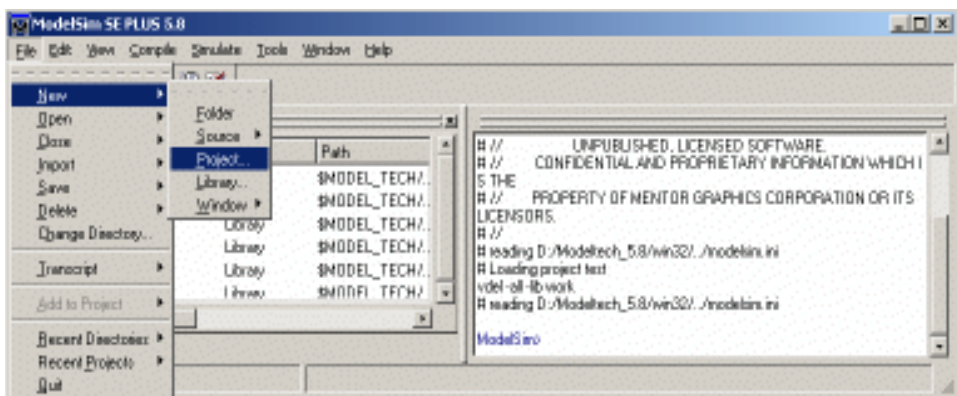 ModelSim SE PLUS 5.8
File Edit View Compile Simulate Tools Window Help
New
Open
Close
Import
Save
Delete
Change Directory...
Transcript
Add to Project
Recent Directories
Recent Projects
Quit
Folder
Source
Project...
Library...
Window
Path
$MODEL_TECH/..
$MODEL_TECH/..
Library $MODEL_TECH/..
Library $MODEL_TECH/..
Library $MODEL_TECH/..
Library $MODEL_TECH/..
# // UNPUBLISHED, LICENSED SOFTWARE.
# // CONFIDENTIAL AND PROPRIETARY INFORMATION WHICH I
S THE
# // PROPERTY OF MENTOR GRAPHICS CORPORATION OR ITS
LICENSORS.
# //
# reading D:/Modeltech_5.8/win32/../modelsim.ini
# Loading project test
vdel -all -lib work
# reading D:/Modeltech_5.8/win32/../modelsim.ini
ModelSim>